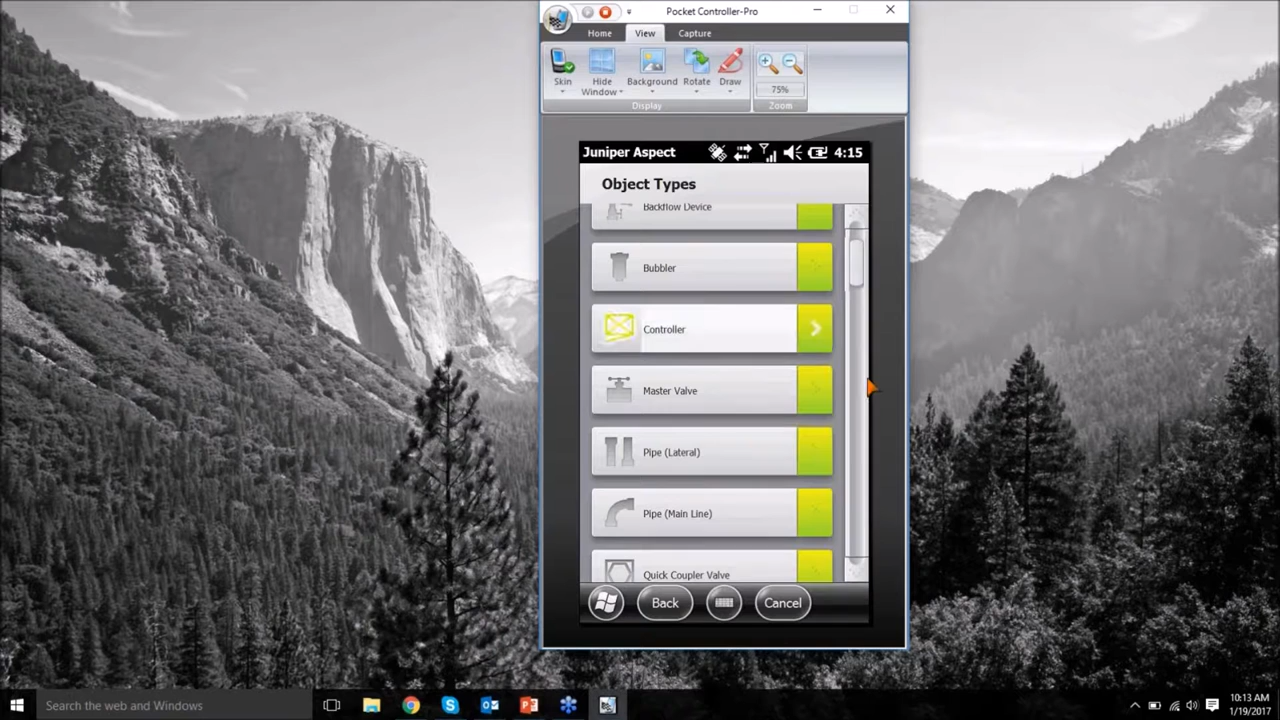 Pocket Controller-Pro
Home View Capture
Skin Hide Window Background Rotate Draw 75%
Display Zoom
Juniper Aspect 4:15
Object Types
Backflow Device
Bubbler
Controller
Master Valve
Pipe (Lateral)
Pipe (Main Line)
Quick Coupler Valve
Back Cancel
Search the web and Windows
10:13 AM
1/19/2017